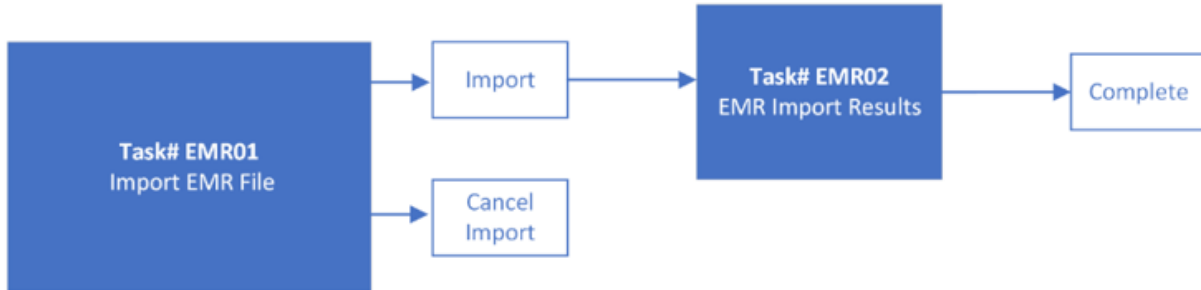 Task# EMR01
Import EMR File
Import
Cancel
Import
Task# EMR02
EMR Import Results
Complete